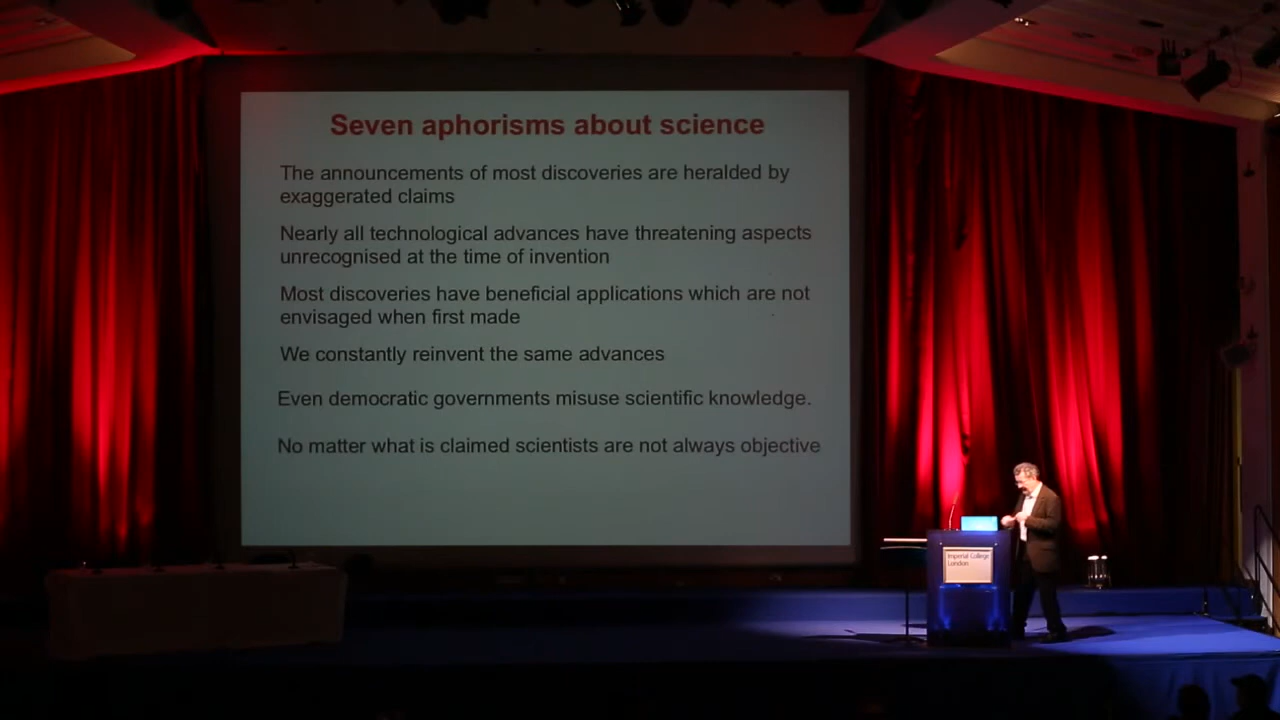 Seven aphorisms about science
The announcements of most discoveries are heralded by
exaggerated claims
Nearly all technological advances have threatening aspects
unrecognised at the time of invention
Most discoveries have beneficial applications which are not
envisaged when first made
We constantly reinvent the same advances
Even democratic governments misuse scientific knowledge.
No matter what is claimed scientists are not always objective
Imperial College
London